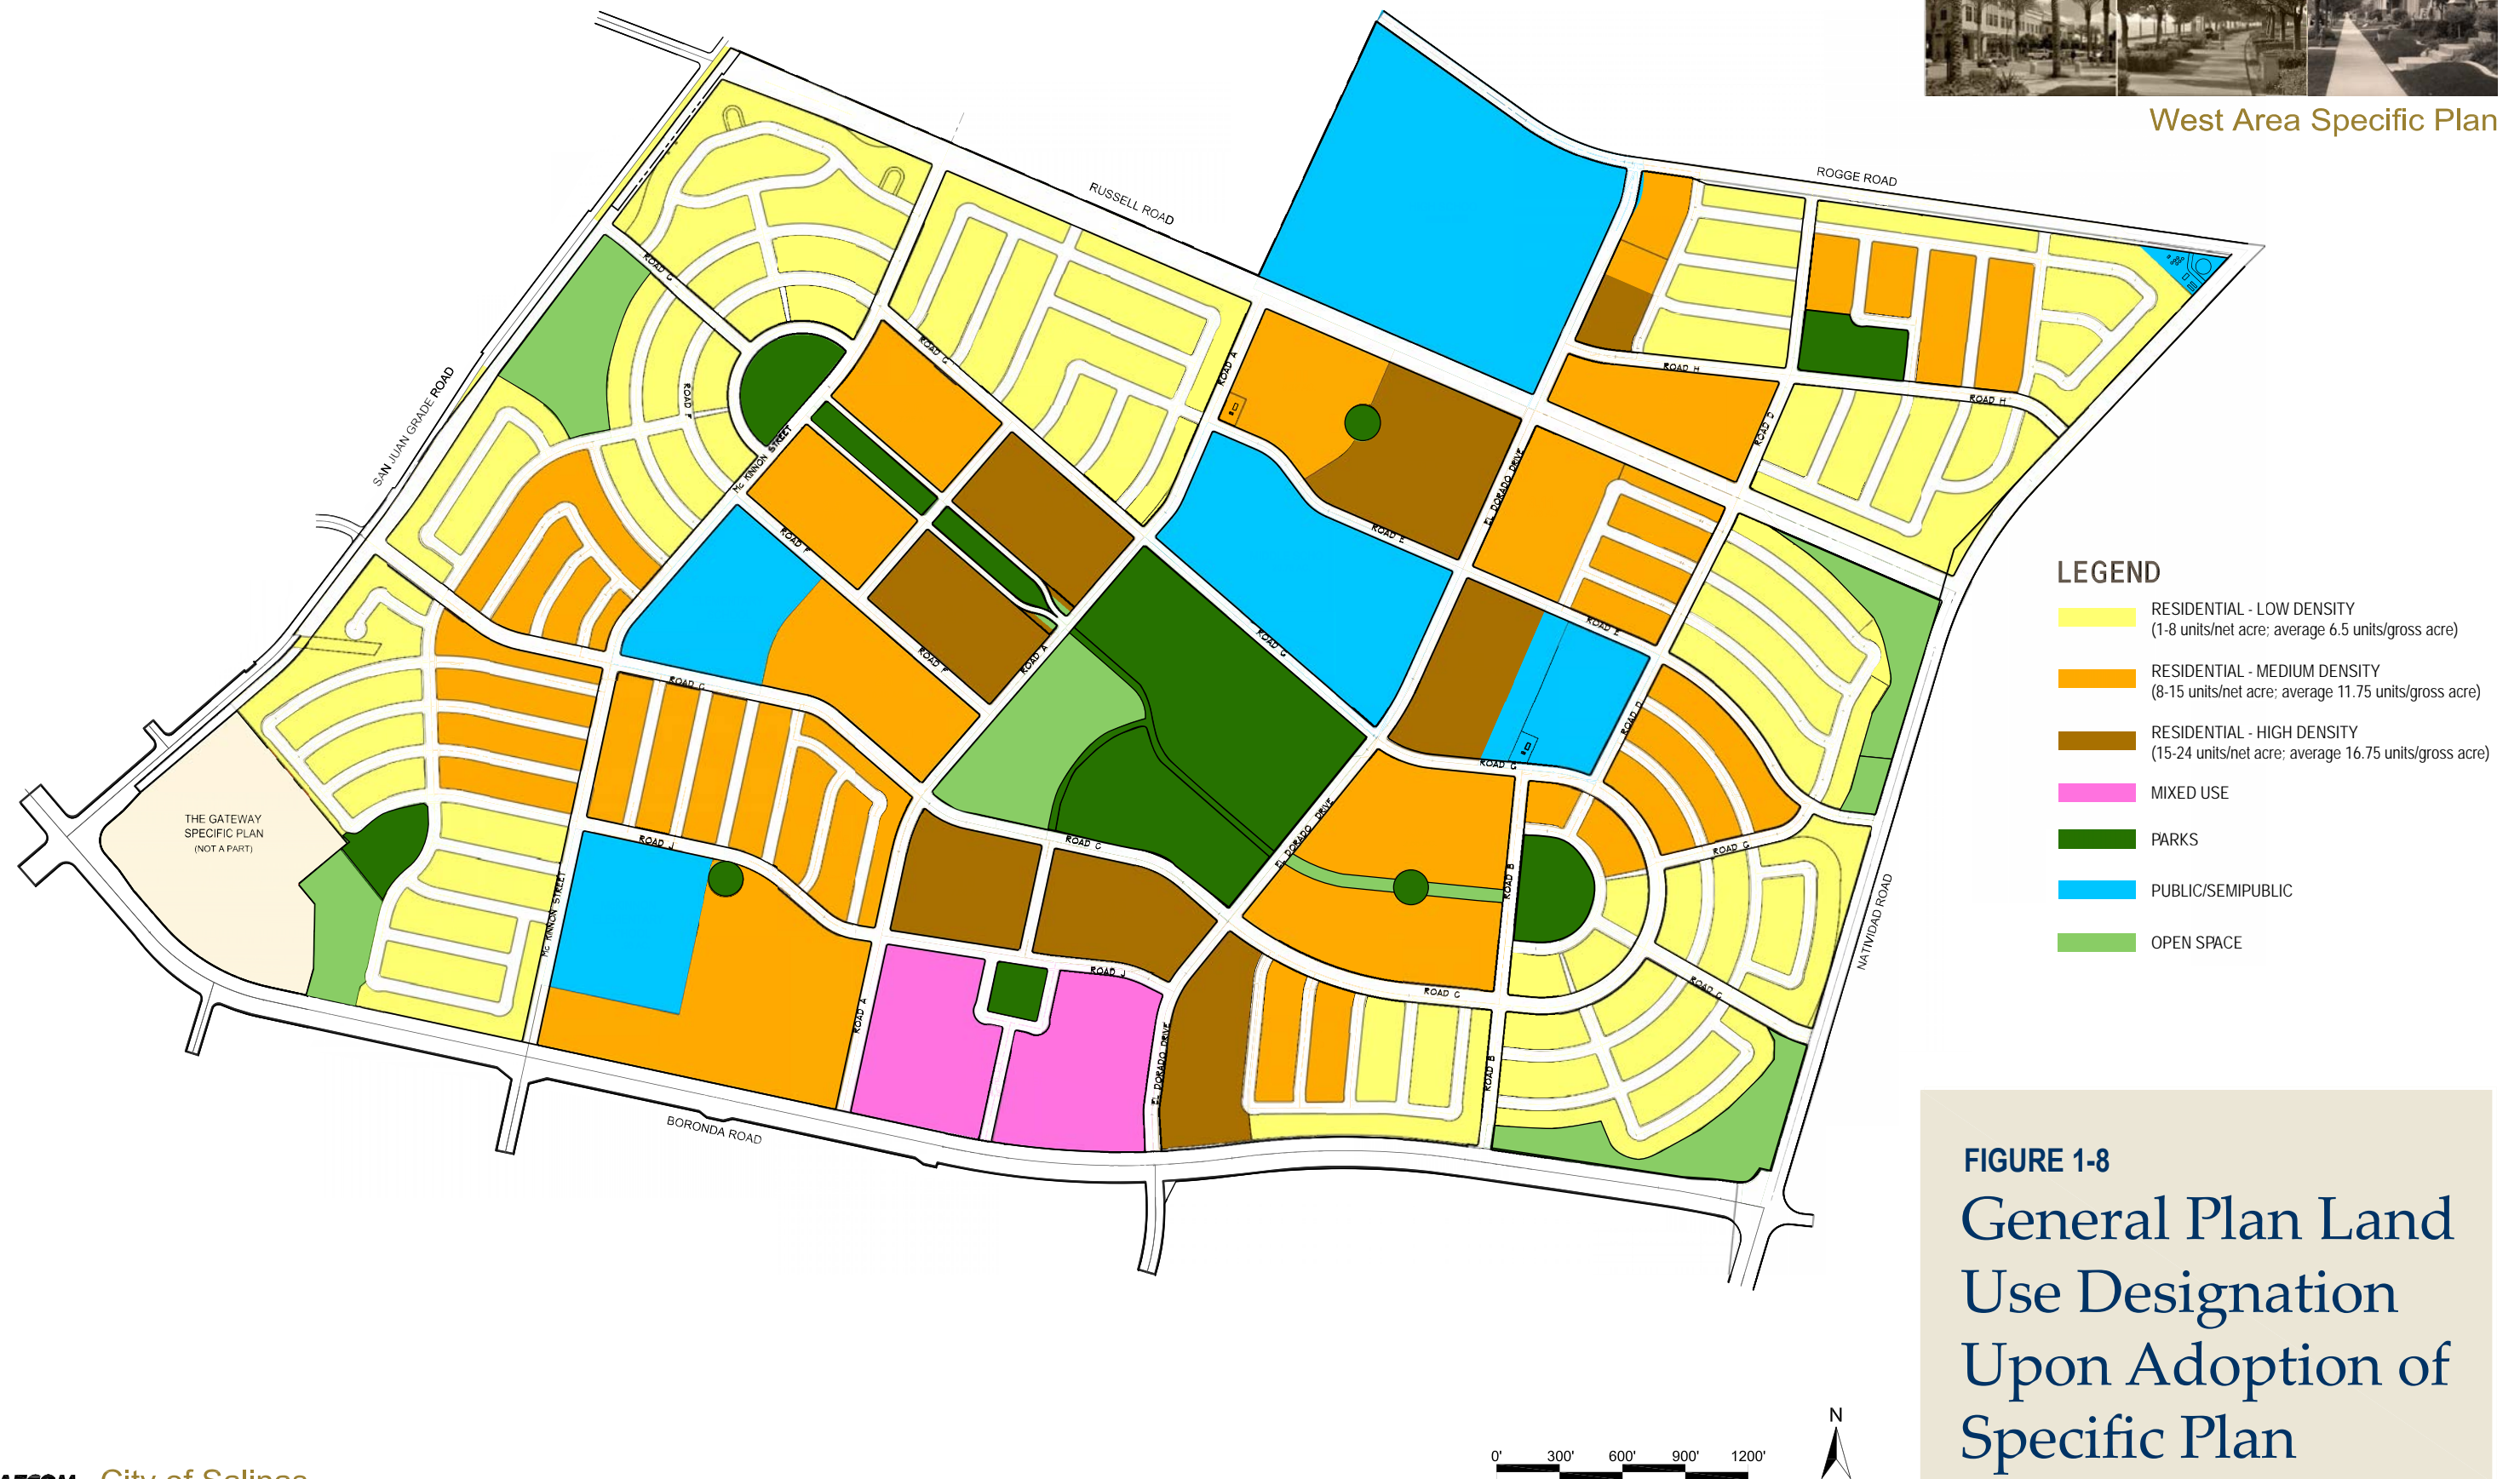 West Area Specific Plan
ROGGE ROAD
RUSSELL ROAD
ROAD G
ROAD G
ROAD A
ROAD H
ROAD H
ROAD F
SAN JUAN GRADE ROAD
ROAD D
Mc KINNON STREET
EL DORADO DRIVE
ROAD E
ROAD F
LEGEND
RESIDENTIAL - LOW DENSITY
(1-8 units/net acre; average 6.5 units/gross acre)
RESIDENTIAL - MEDIUM DENSITY
(8-15 units/net acre; average 11.75 units/gross acre)
RESIDENTIAL - HIGH DENSITY
(15-24 units/net acre; average 16.75 units/gross acre)
MIXED USE
PARKS
PUBLIC/SEMIPUBLIC
OPEN SPACE
ROAD E
ROAD G
ROAD F
ROAD A
ROAD G
ROAD D
ROAD G
THE GATEWAY
SPECIFIC PLAN
(NOT A PART)
ROAD J
ROAD G
EL DORADO DRIVE
ROAD G
ROAD B
Mc KINNON STREET
NATIVIDAD ROAD
ROAD J
ROAD G
ROAD G
ROAD A
EL DORADO DRIVE
ROAD B
BORONDA ROAD
FIGURE 1-8
General Plan Land
Use Designation
Upon Adoption of
Specific Plan
N
0' 300' 600' 900' 1200'
AECOM City of Salinas